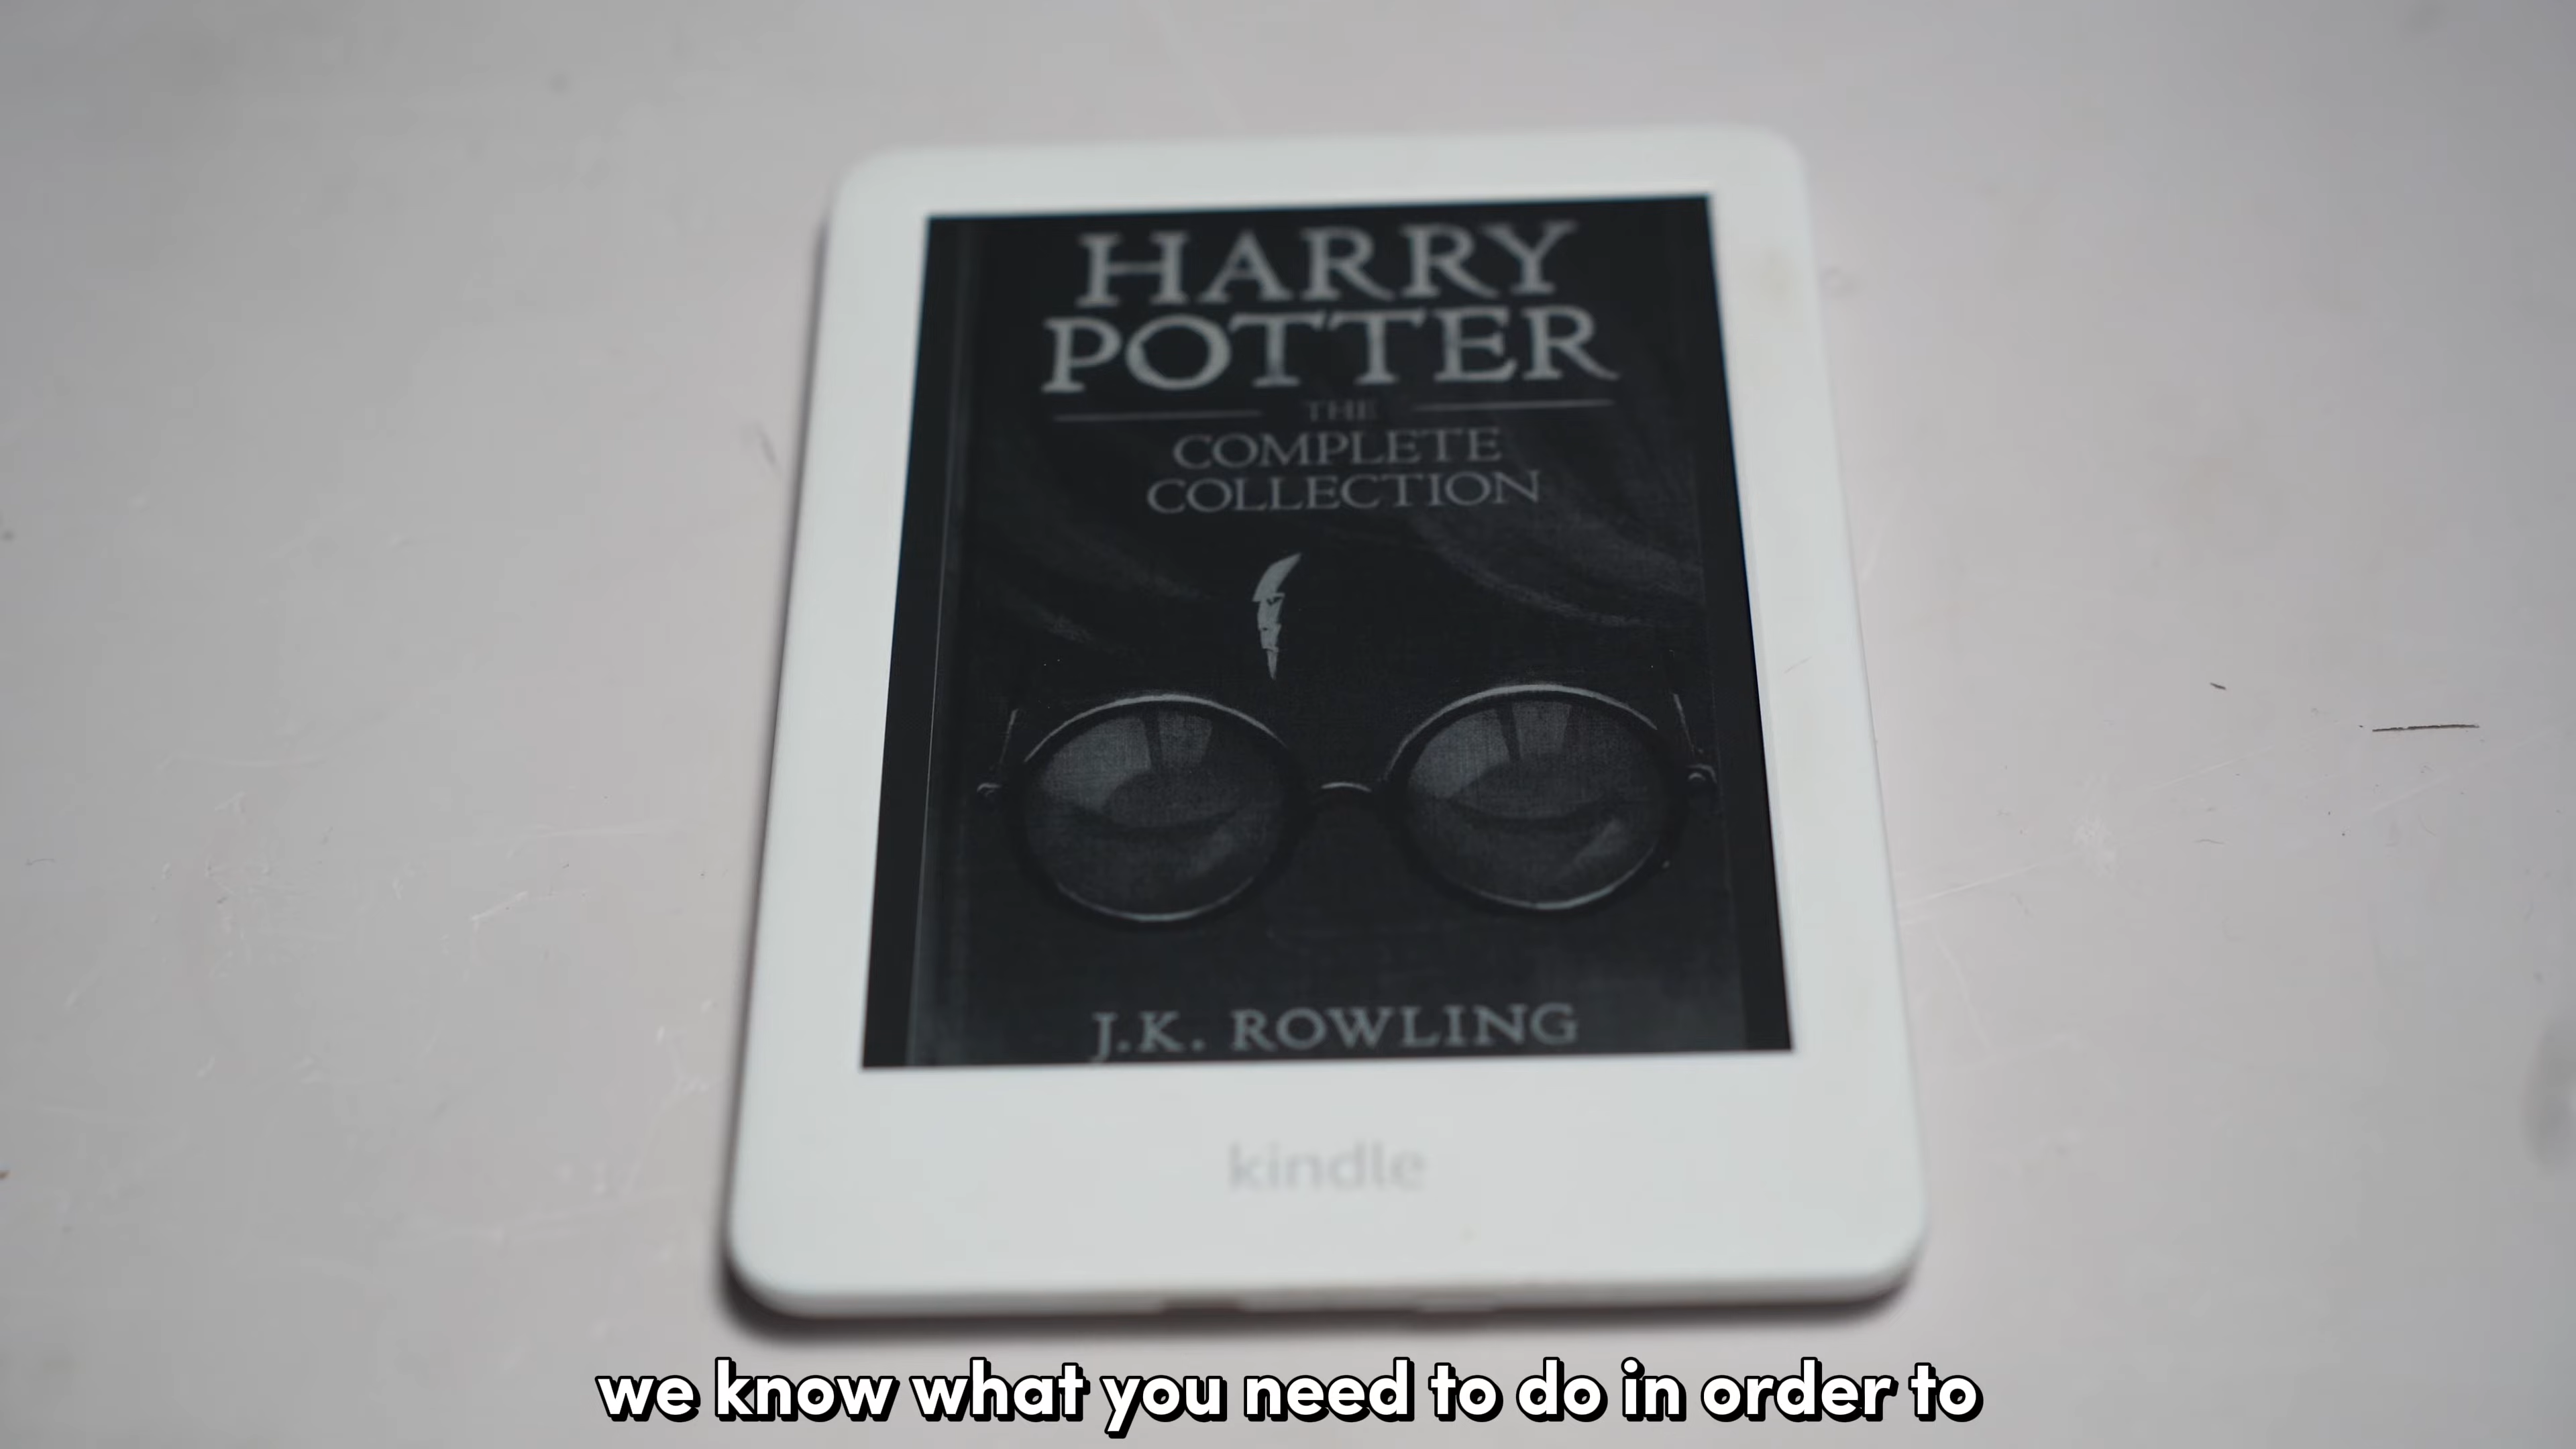 HARRY
POTTER
THE
COMPLETE
COLLECTION
J.K. ROWLING
kindle
we know what you need to do in order to